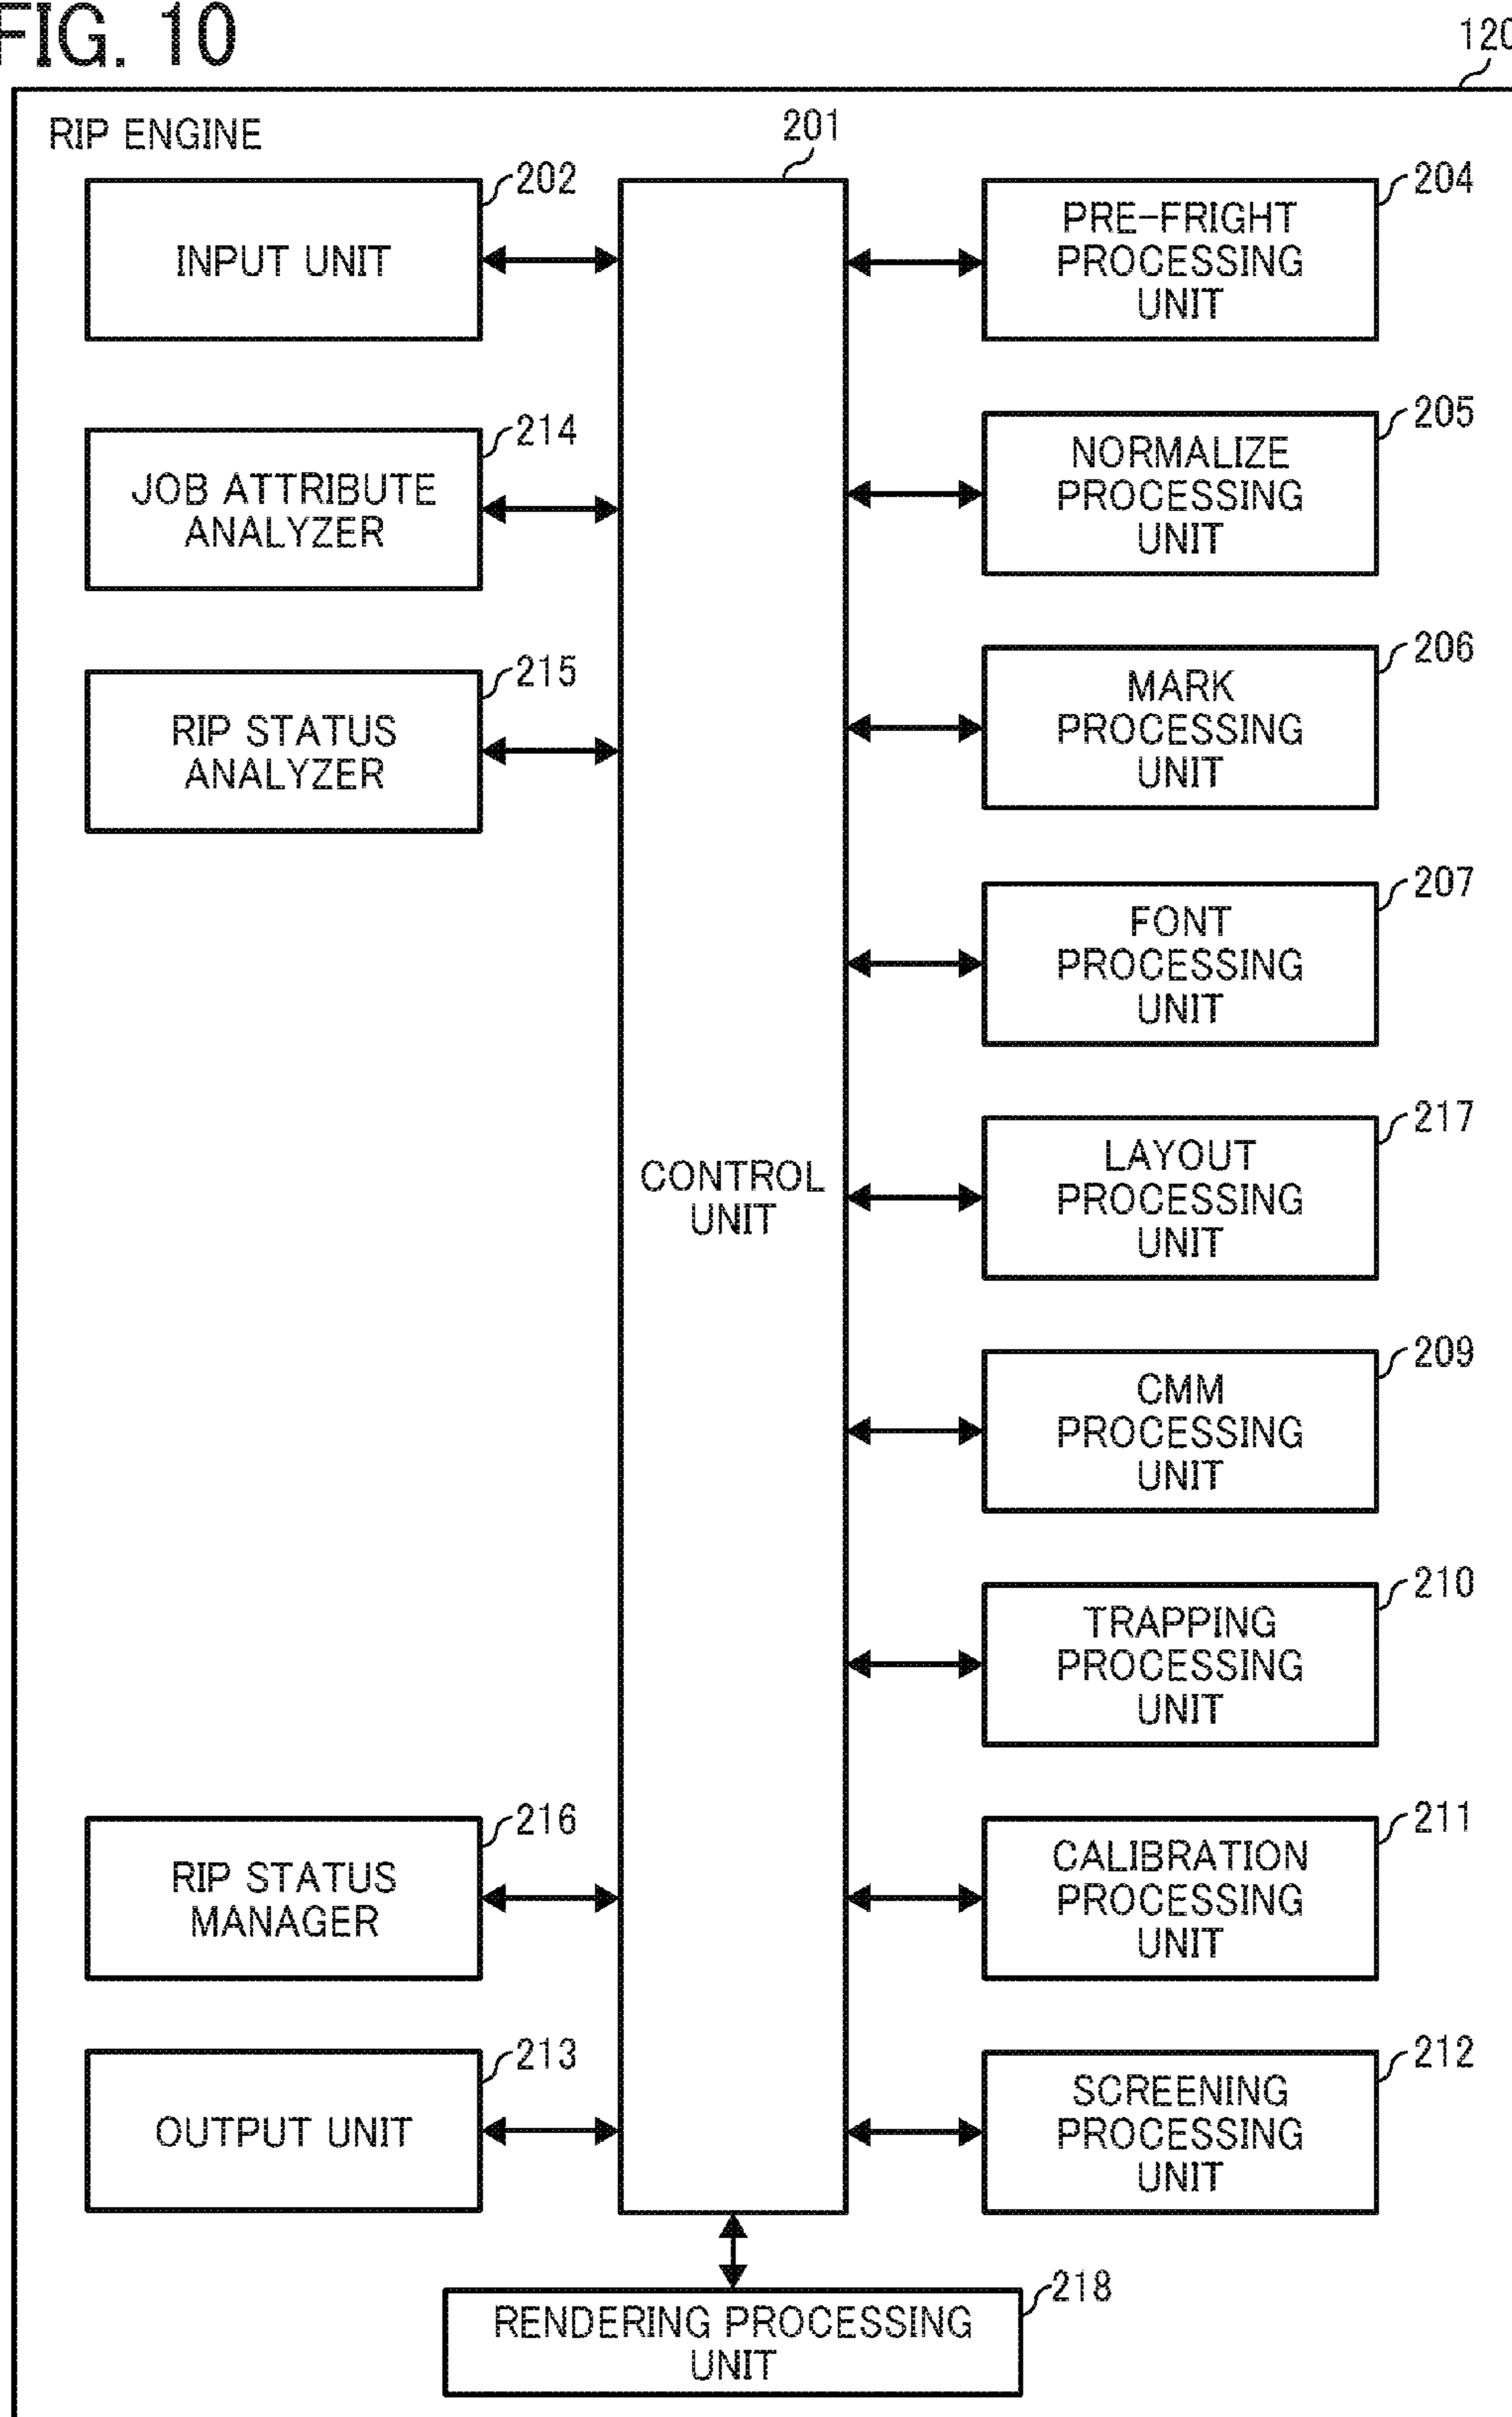 FIG. 10
120
RIP ENGINE
201
202
INPUT UNIT
204
PRE-FRIGHT
PROCESSING
UNIT
214
JOB ATTRIBUTE
ANALYZER
205
NORMALIZE
PROCESSING
UNIT
215
RIP STATUS
ANALYZER
206
MARK
PROCESSING
UNIT
207
FONT
PROCESSING
UNIT
CONTROL
UNIT
217
LAYOUT
PROCESSING
UNIT
209
CMM
PROCESSING
UNIT
210
TRAPPING
PROCESSING
UNIT
216
RIP STATUS
MANAGER
211
CALIBRATION
PROCESSING
UNIT
213
OUTPUT UNIT
212
SCREENING
PROCESSING
UNIT
218
RENDERING PROCESSING
UNIT